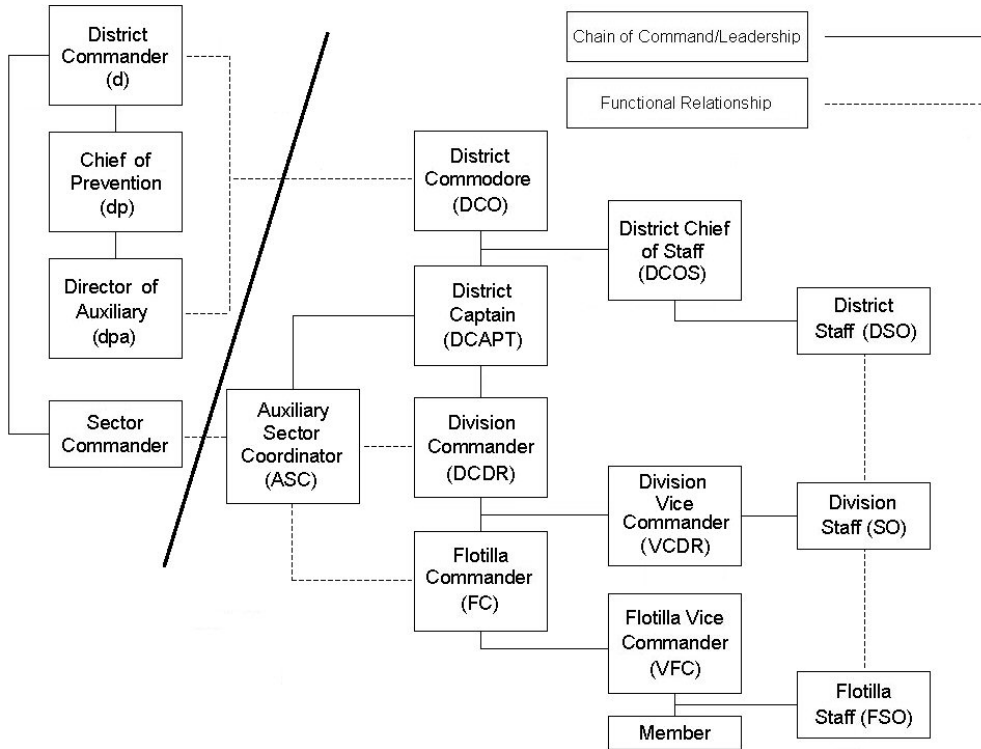 District
Commander
(d)
Chief of
Prevention
(dp)
Director of
Auxiliary
(dpa)
Sector
Commander
Chain of Command/Leadership
Functional Relationship
District
Commodore
(DCO)
District Chief
of Staff
(DCOS)
District
Captain
(DCAPT)
District
Staff (DSO)
Auxiliary
Sector
Coordinator
(ASC)
Division
Commander
(DCDR)
Division
Vice
Commander
(VCDR)
Division
Staff (SO)
Flotilla
Commander
(FC)
Flotilla Vice
Commander
(VFC)
Flotilla
Staff (FSO)
Member